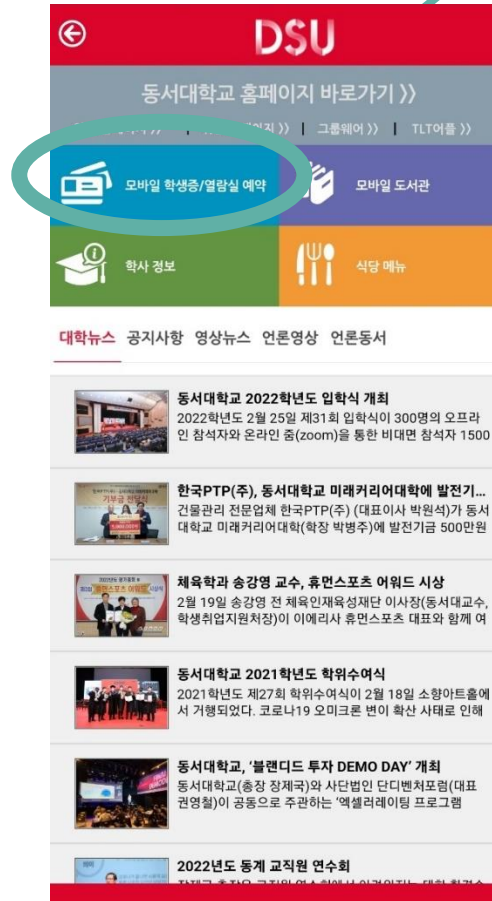 DSU
동서대학교 홈페이지 바로가기 》
그룹웨어 》 | TLT어플 》
모바일 학생증/열람실 예약
모바일 도서관
학사 정보
식당 메뉴
대학뉴스 공지사항 영상뉴스 언론영상 언론동서
동서대학교 2022학년도 입학식 개최
2022학년도 2월 25일 제31회 입학식이 300명의 오프라
인 참석자와 온라인 줌(zoom)을 통한 비대면 참석자 1500
한국PTP(주), 동서대학교 미래커리어대학에 발전기...
건물관리 전문업체 한국PTP(주) (대표이사 박원석)가 동서
대학교 미래커리어대학(학장 박병주)에 발전기금 500만원
체육학과 송강영 교수, 휴먼스포츠 어워드 시상
2월 19일 송강영 전 체육인재육성재단 이사장(동서대교수,
학생취업지원처장)이 이에리사 휴먼스포츠 대표와 함께 여
동서대학교 2021학년도 학위수여식
2021학년도 제27회 학위수여식이 2월 18일 소향아트홀에
서 거행되었다. 코로나19 오미크론 변이 확산 사태로 인해
동서대학교, ‘블랜디드 투자 DEMO DAY’ 개최
동서대학교(총장 장제국)와 사단법인 단디벤처포럼(대표
권영철)이 공동으로 주관하는 ‘엑셀러레이팅 프로그램
2022년도 동계 교직원 연수회